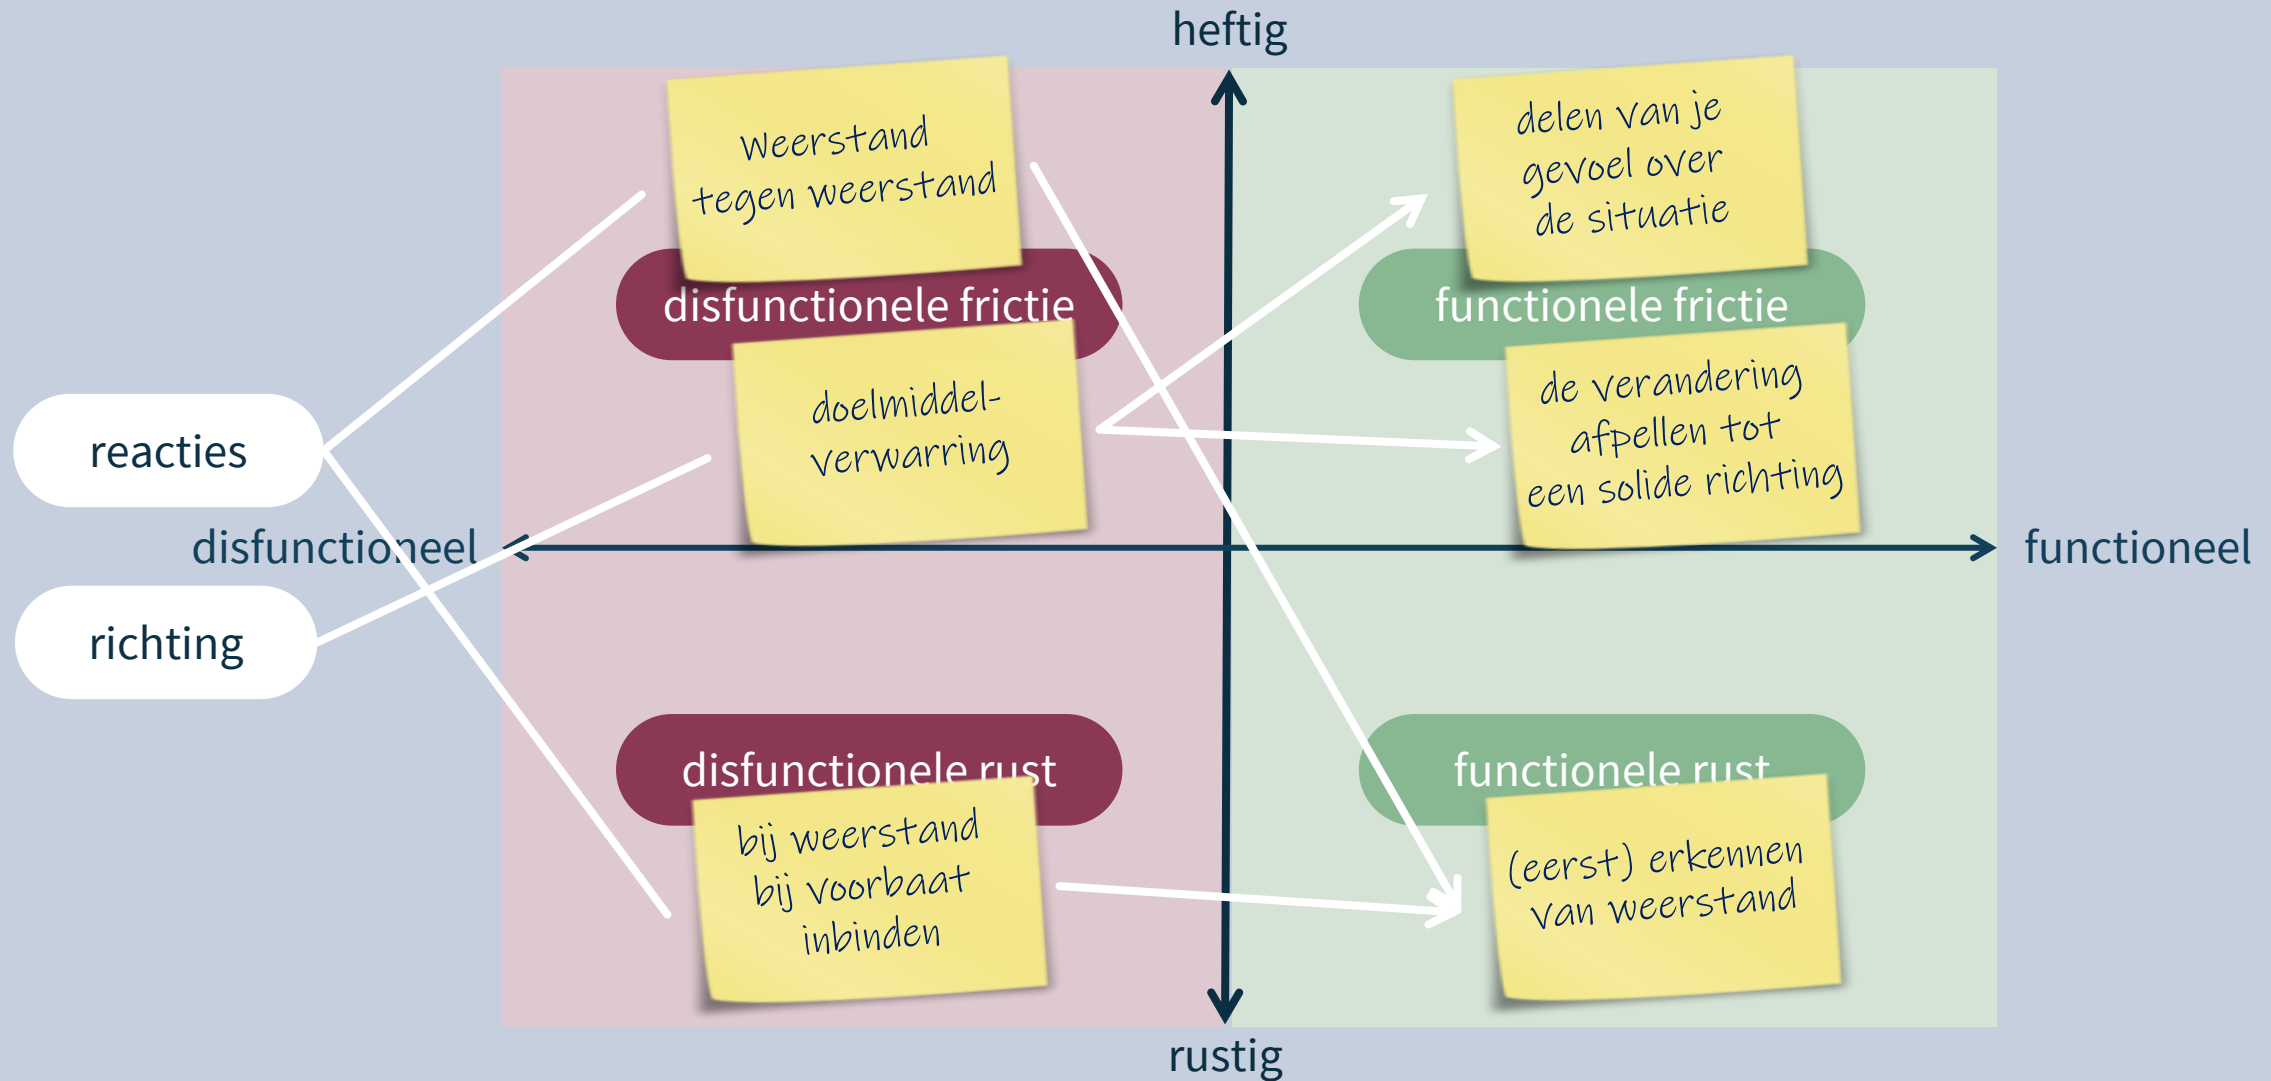 heftig
Weerstand
tegen weerstand
delen van je
gevoel over
de situatie
disfunctionele frictie
functionele frictie
doelmiddel-
verwarring
de verandering
afpellen tot
een solide richting
reacties
disfunctioneel
functioneel
richting
disfunctionele rust
functionele rust
bij weerstand
bij voorbaat
inbinden
(eerst) erkennen
van weerstand
rustig